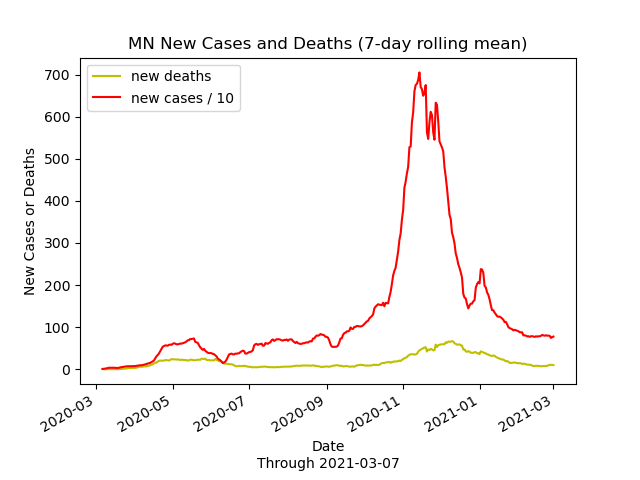 MN New Cases and Deaths (7-day rolling mean)
new deaths
new cases / 10
700
600
500
400
300
200
100
0
New Cases or Deaths
2020-03
2020-05
2020-07
2020-09
2020-11
2021-01
2021-03
Date
Through 2021-03-07